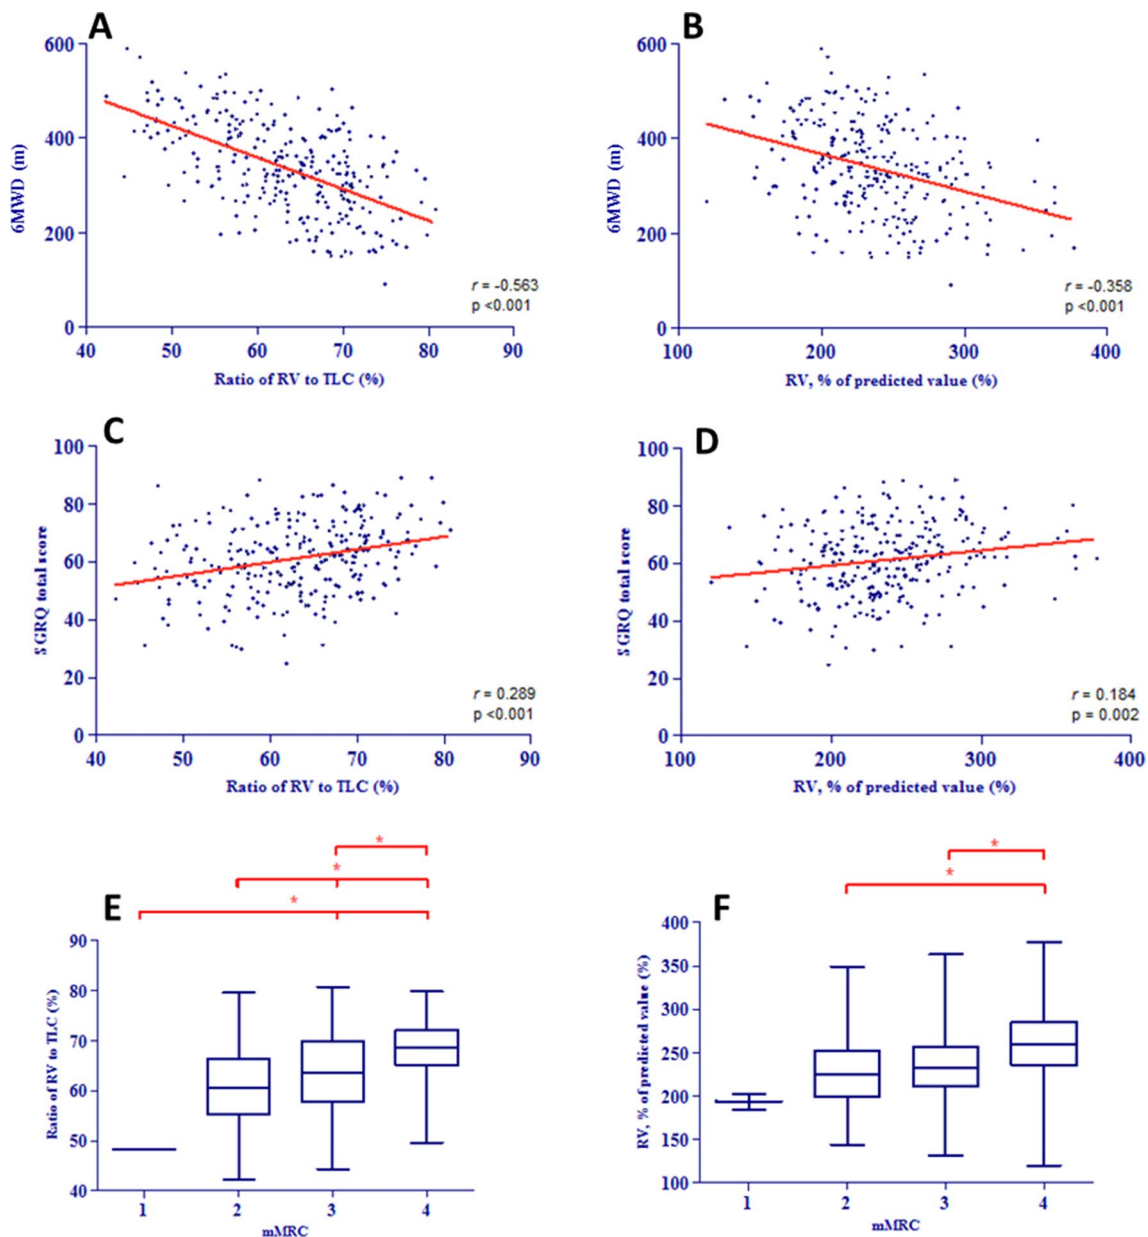 A
600
400
200
0
6MWD (m)
40 50 60 70 80 90
Ratio of RV to TLC (%)
r = -0.563
p <0.001
B
600
400
200
0
6MWD (m)
100 200 300 400
RV, % of predicted value (%)
r = -0.358
p <0.001
C
100
80
60
40
20
0
SGRQ total score
40 50 60 70 80 90
Ratio of RV to TLC (%)
r = 0.289
p <0.001
D
100
80
60
40
20
0
SGRQ total score
100 200 300 400
RV, % of predicted value (%)
r = 0.184
p = 0.002
E
*
*
*
90
80
70
60
50
40
Ratio of RV to TLC (%)
1 2 3 4
mMRC
F
*
*
400
350
300
250
200
150
100
RV, % of predicted value (%)
1 2 3 4
mMRC